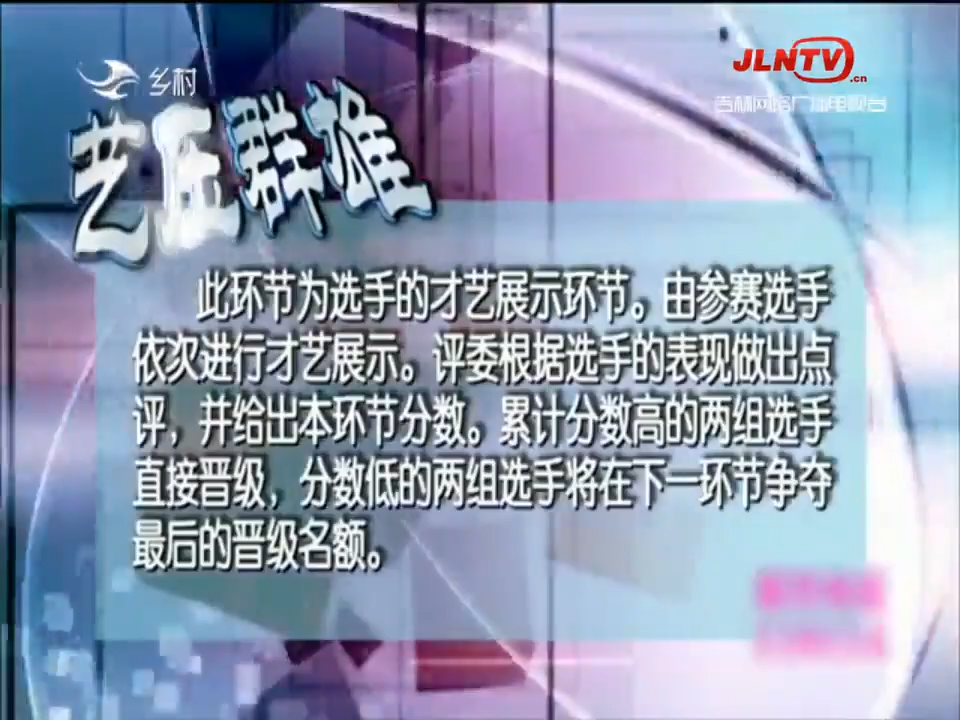 乡村
JLNTV.cn
吉林网络广播电视台
艺压群雄
此环节为选手的才艺展示环节。由参赛选手
依次进行才艺展示。评委根据选手的表现做出点
评，并给出本环节分数。累计分数高的两组选手
直接晋级，分数低的两组选手将在下一环节争夺
最后的晋级名额。